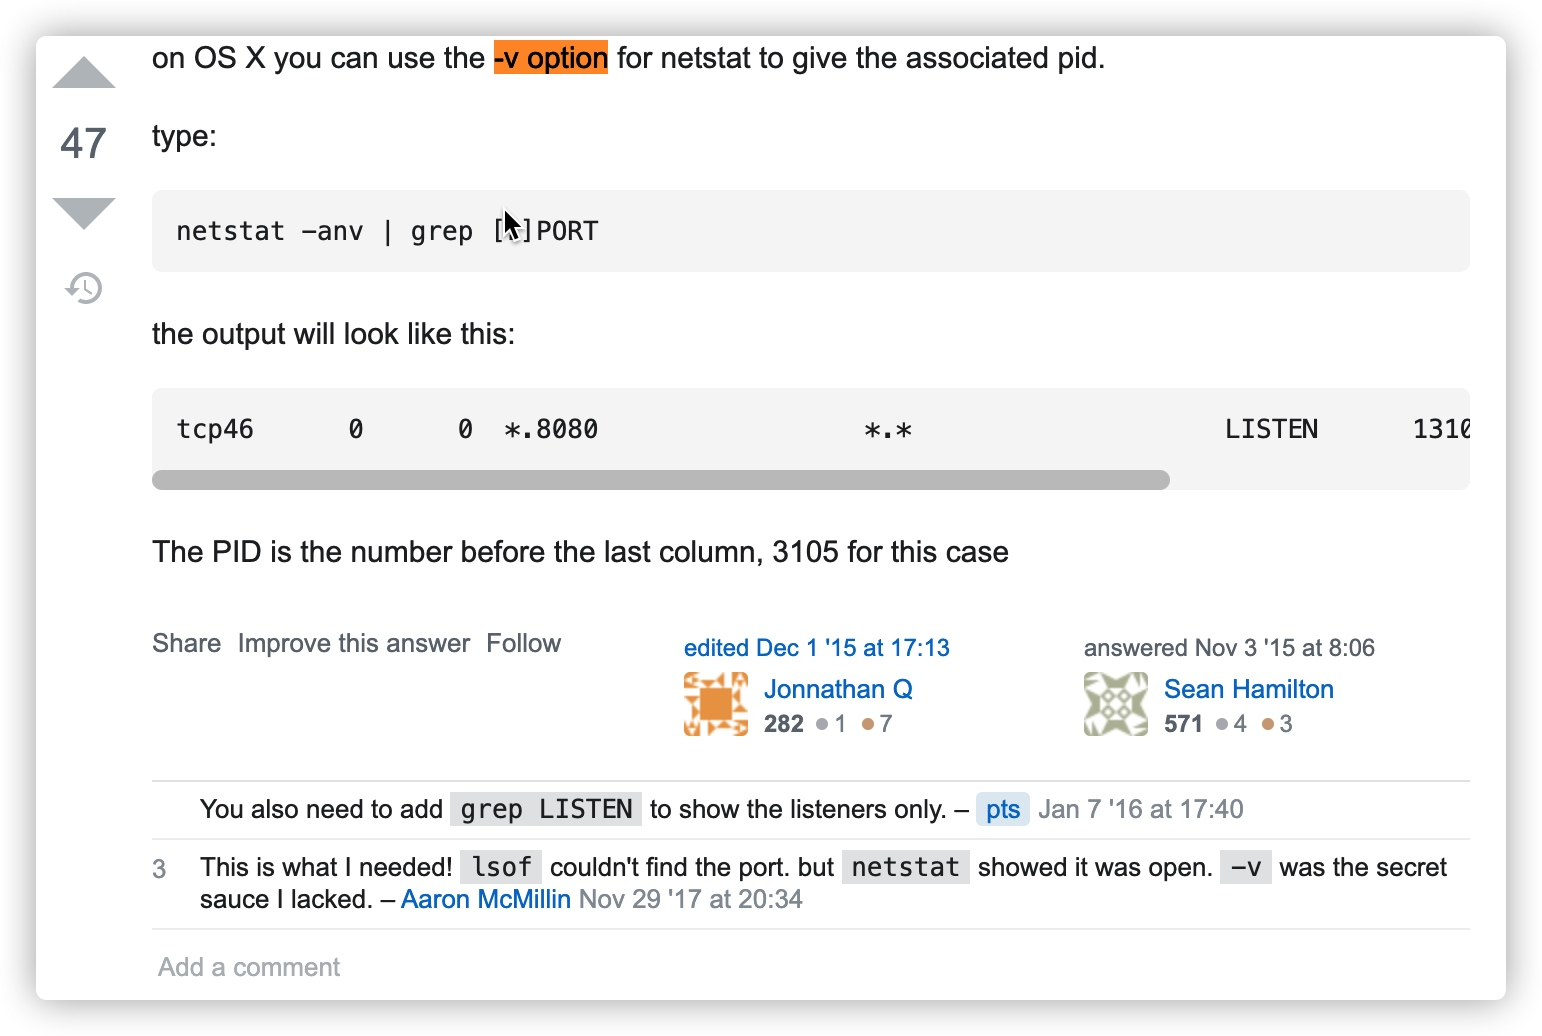 on OS X you can use the -v option for netstat to give the associated pid.
47
type:
netstat -anv | grep [ ]PORT
the output will look like this:
tcp46 0 0 *.8080 *.* LISTEN 1310
The PID is the number before the last column, 3105 for this case
Share Improve this answer Follow
edited Dec 1 '15 at 17:13
Jonnathan Q
282 ● 1 ● 7
answered Nov 3 '15 at 8:06
Sean Hamilton
571 ● 4 ● 3
You also need to add grep LISTEN to show the listeners only. – pts Jan 7 '16 at 17:40
3 This is what I needed! lsof couldn't find the port. but netstat showed it was open. -v was the secret
sauce I lacked. – Aaron McMillin Nov 29 '17 at 20:34
Add a comment